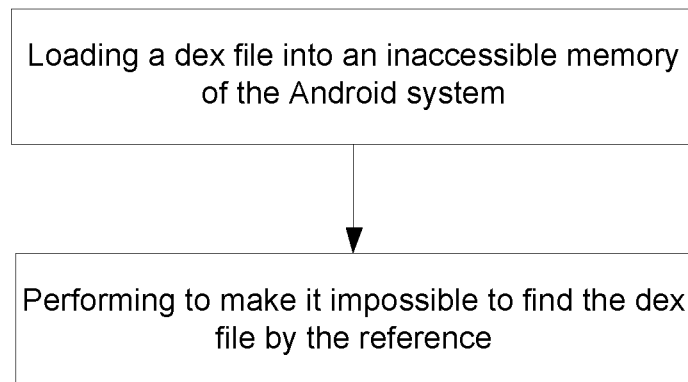 Loading a dex file into an inaccessible memory
of the Android system
Performing to make it impossible to find the dex
file by the reference